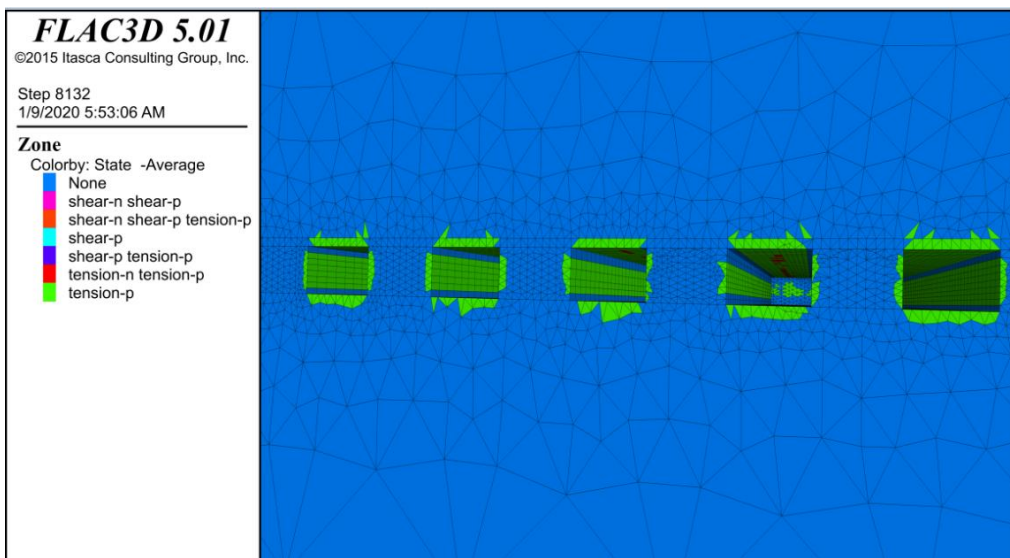 FLAC3D 5.01
©2015 Itasca Consulting Group, Inc.
Step 8132
1/9/2020 5:53:06 AM
Zone
Colorby: State -Average
None
shear-n shear-p
shear-n shear-p tension-p
shear-p
shear-p tension-p
tension-n tension-p
tension-p